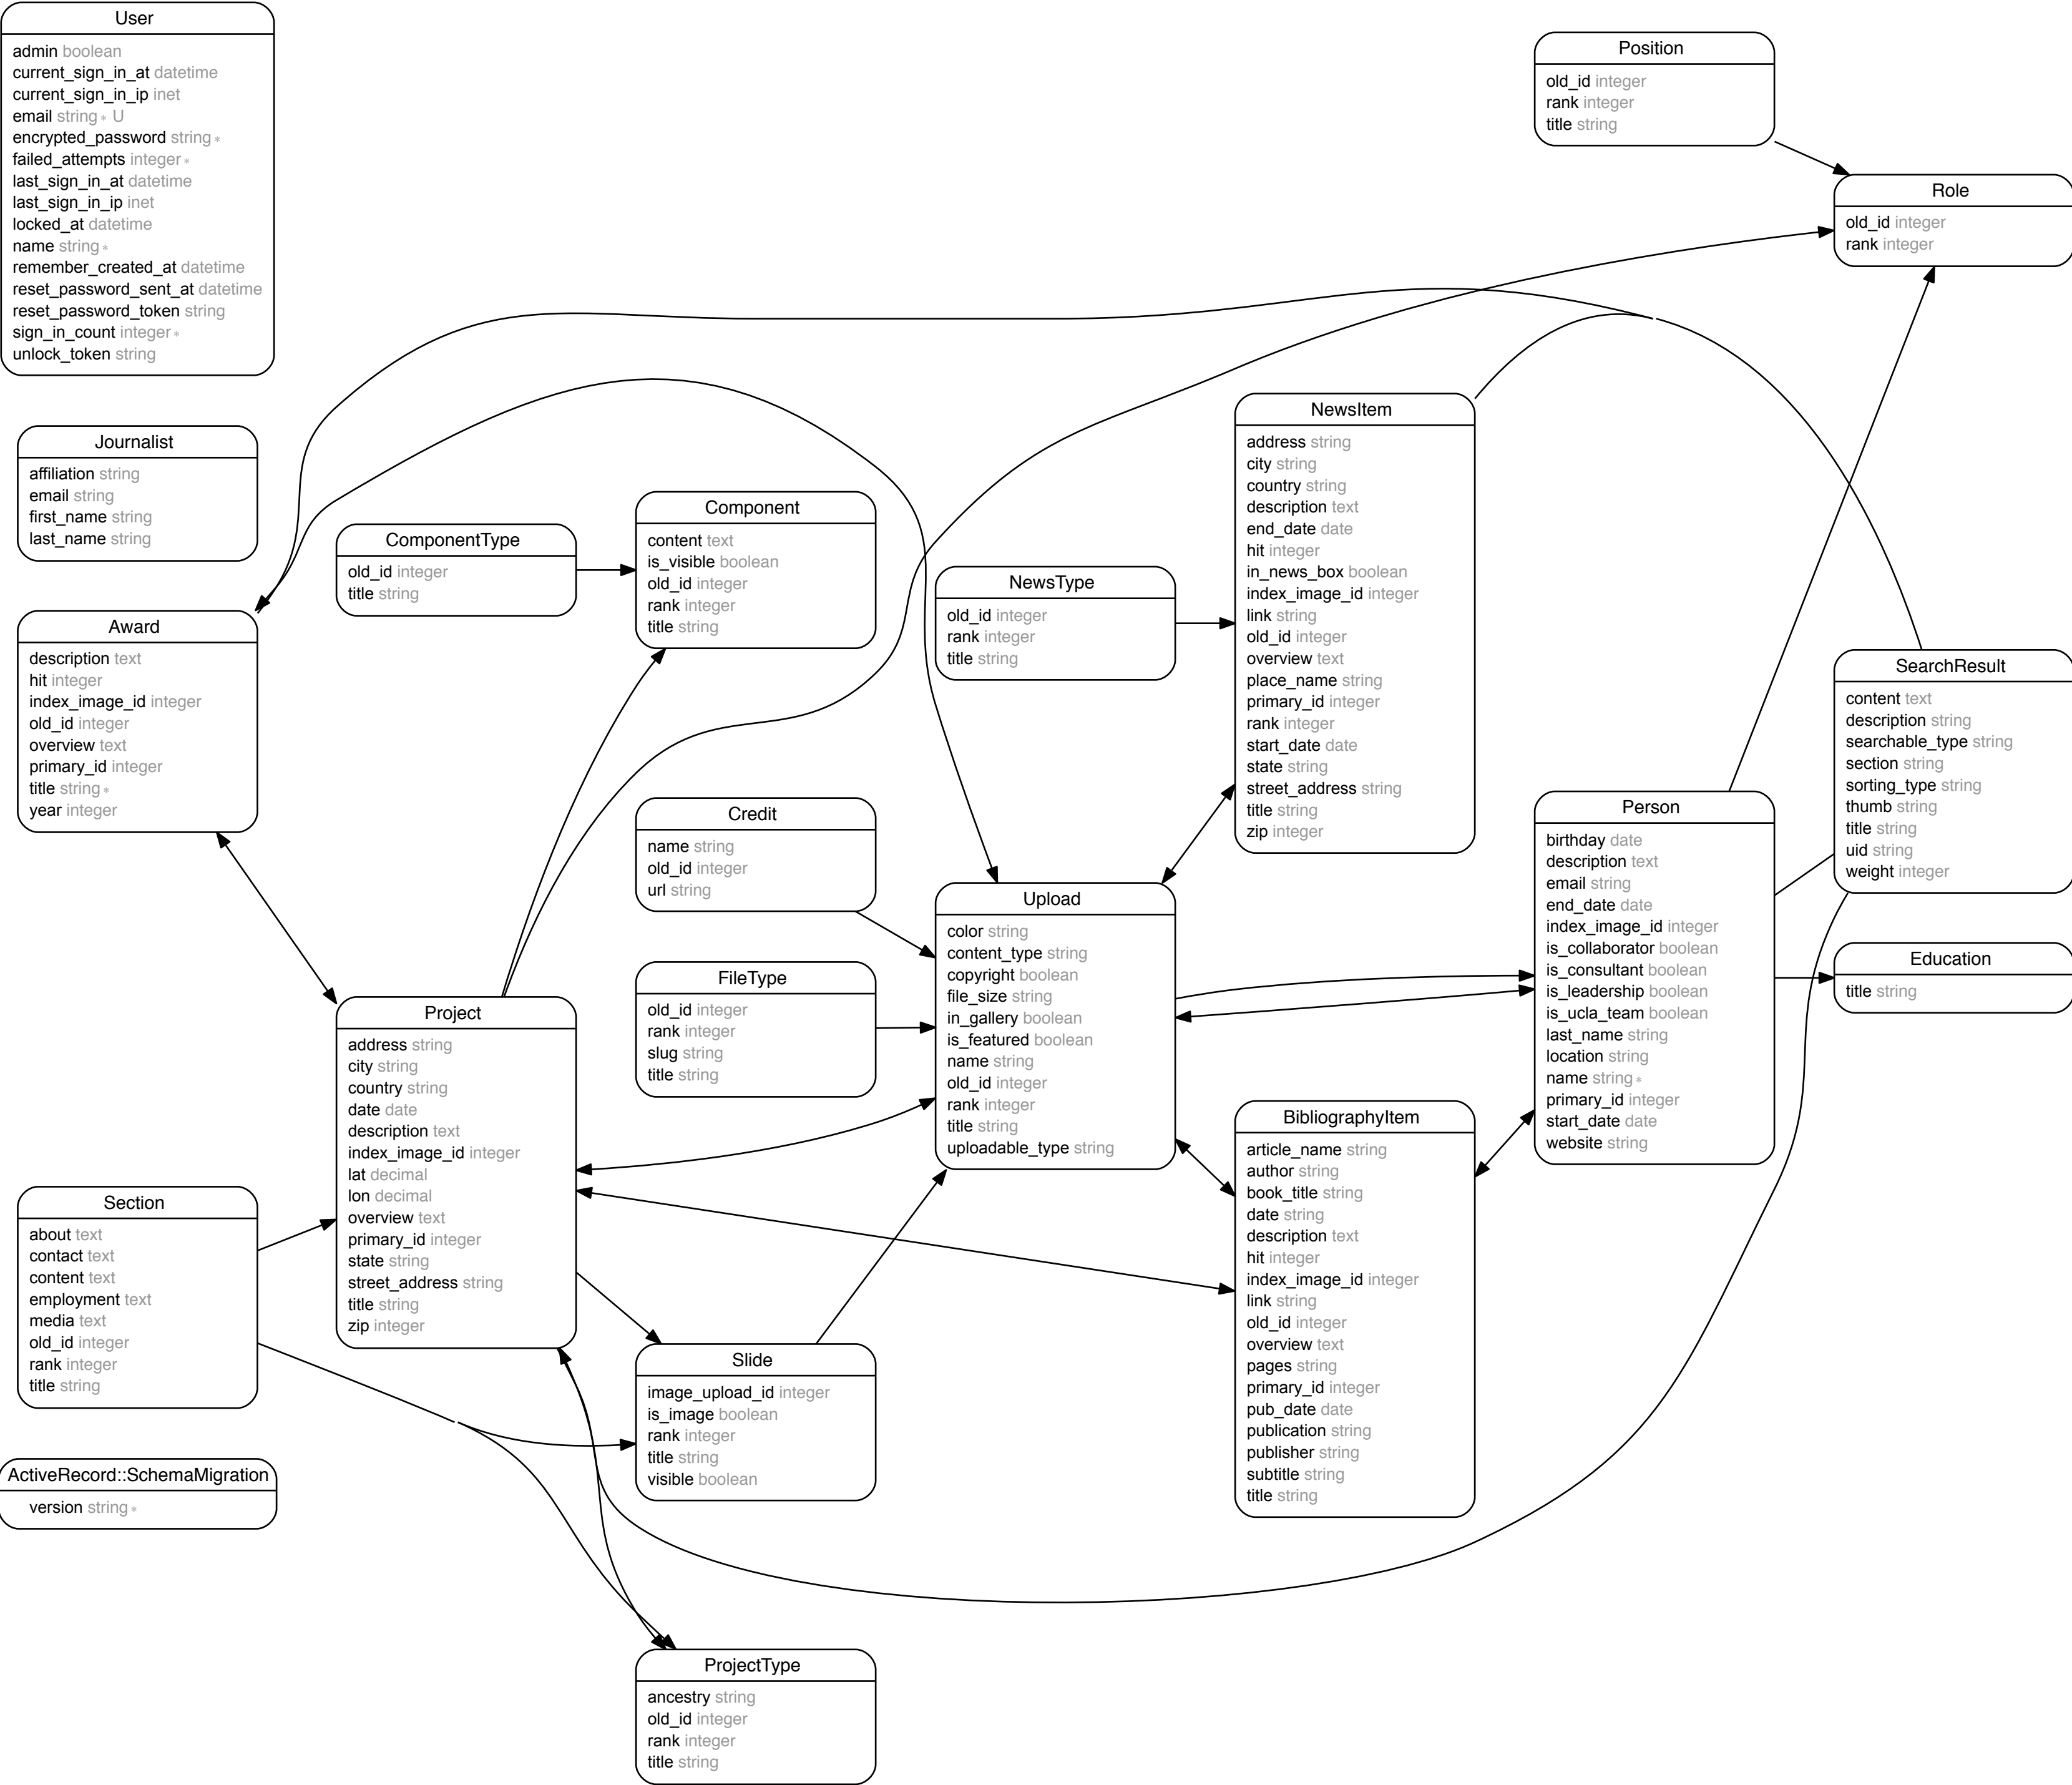 User
admin boolean
current_sign_in_at datetime
current_sign_in_ip inet
email string * U
encrypted_password string *
failed_attempts integer *
last_sign_in_at datetime
last_sign_in_ip inet
locked_at datetime
name string *
remember_created_at datetime
reset_password_sent_at datetime
reset_password_token string
sign_in_count integer *
unlock_token string
Position
old_id integer
rank integer
title string
Role
old_id integer
rank integer
Journalist
affiliation string
email string
first_name string
last_name string
ComponentType
old_id integer
title string
Component
content text
is_visible boolean
old_id integer
rank integer
title string
NewsType
old_id integer
rank integer
title string
NewsItem
address string
city string
country string
description text
end_date date
hit integer
in_news_box boolean
index_image_id integer
link string
old_id integer
overview text
place_name string
primary_id integer
rank integer
start_date date
state string
street_address string
title string
zip integer
Award
description text
hit integer
index_image_id integer
old_id integer
overview text
primary_id integer
title string *
year integer
SearchResult
content text
description string
searchable_type string
section string
sorting_type string
thumb string
title string
uid string
weight integer
Credit
name string
old_id integer
url string
FileType
old_id integer
rank integer
slug string
title string
Upload
color string
content_type string
copyright boolean
file_size string
in_gallery boolean
is_featured boolean
name string
old_id integer
rank integer
title string
uploadable_type string
Person
birthday date
description text
email string
end_date date
index_image_id integer
is_collaborator boolean
is_consultant boolean
is_leadership boolean
is_ucla_team boolean
last_name string
location string
name string *
primary_id integer
start_date date
website string
Education
title string
Project
address string
city string
country string
date date
description text
index_image_id integer
lat decimal
lon decimal
overview text
primary_id integer
state string
street_address string
title string
zip integer
BibliographyItem
article_name string
author string
book_title string
date string
description text
hit integer
index_image_id integer
link string
old_id integer
overview text
pages string
primary_id integer
pub_date date
publication string
publisher string
subtitle string
title string
Section
about text
contact text
content text
employment text
media text
old_id integer
rank integer
title string
Slide
image_upload_id integer
is_image boolean
rank integer
title string
visible boolean
ActiveRecord::SchemaMigration
version string *
ProjectType
ancestry string
old_id integer
rank integer
title string